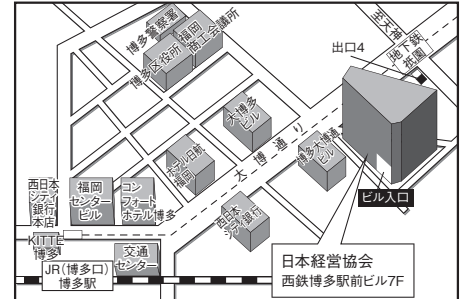 博多警察署
福岡
商工会議所
博多区役所
至天神
地下鉄
祇園
出口4
大博多
ビル
大博通り
ホテル日航
福岡
博多大博通
ビル
西日本
シティ
銀行
本店
福岡
センター
ビル
コン
フォート
ホテル博多
西日本
シティ銀行
ビル入口
KITTE
博多
交通
センター
JR(博多口)
博多駅
日本経営協会
西鉄博多駅前ビル7F